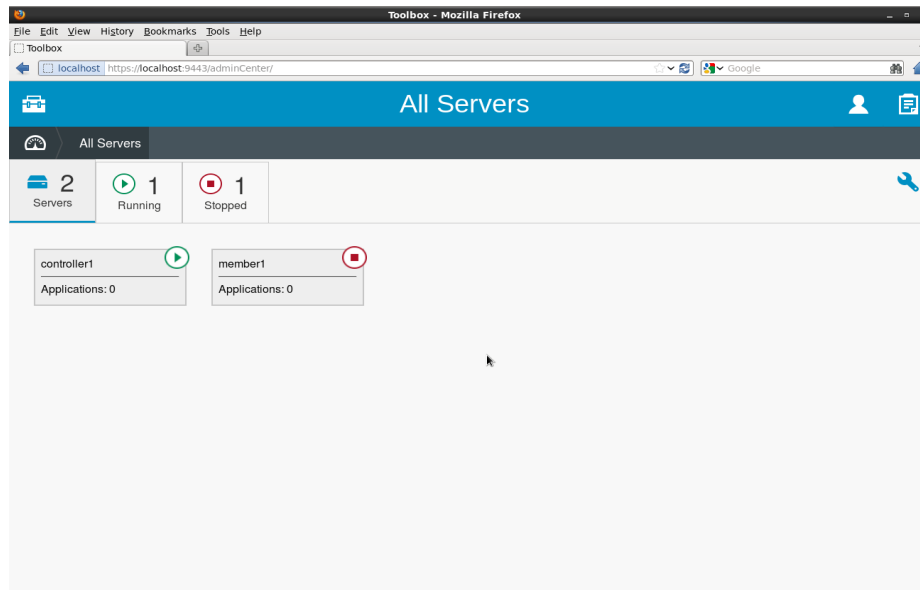 Toolbox - Mozilla Firefox
File Edit View History Bookmarks Tools Help
Toolbox
localhost https://localhost:9443/adminCenter/ Google
All Servers
All Servers
2 1 1
Servers Running Stopped
controller1 member1
Applications: 0 Applications: 0